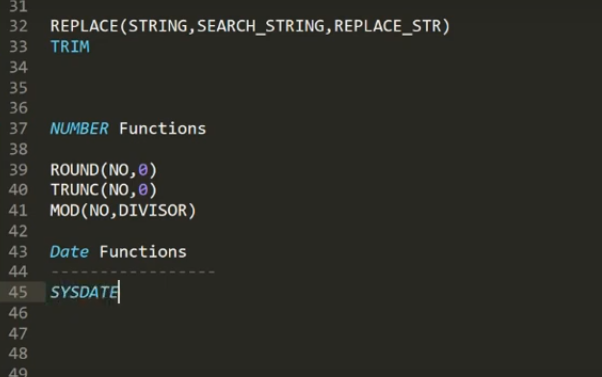 31
32 REPLACE(STRING,SEARCH_STRING,REPLACE_STR)
33 TRIM
34
35
36
37 NUMBER Functions
38
39 ROUND(NO,0)
40 TRUNC(NO,0)
41 MOD(NO,DIVISOR)
42
43 Date Functions
44 -----------------
45 SYSDATE
46
47
48
49